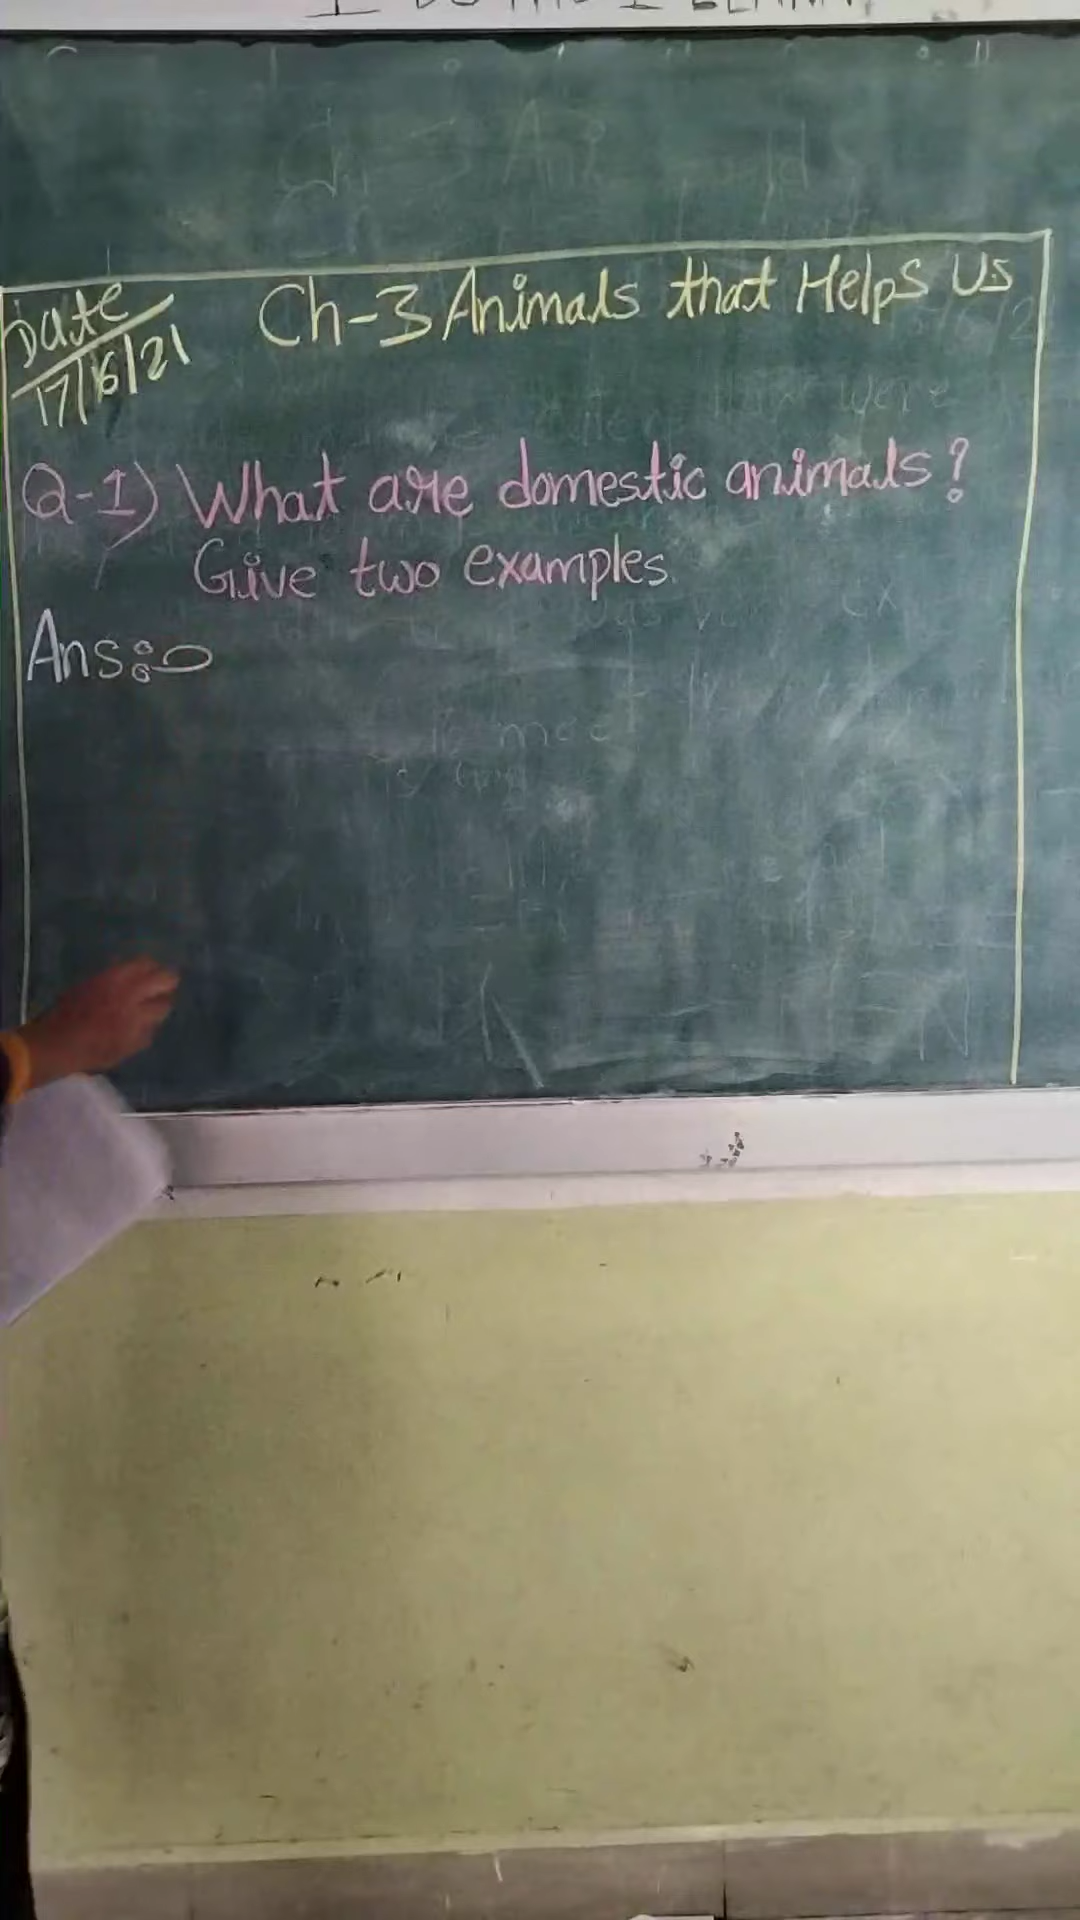 Date
17/6/21
Ch-3 Animals that Helps Us
Q-1) What are domestic animals?
Give two examples.
Ans:-